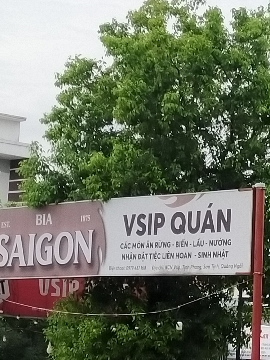 EST. BIA 1875
SAIGON
VSIP QUÁN
CÁC MÓN ĂN RỪNG - BIỂN - LẨU - NƯỚNG
NHẬN ĐẶT TIỆC LIÊN HOAN - SINH NHẬT
VSIP